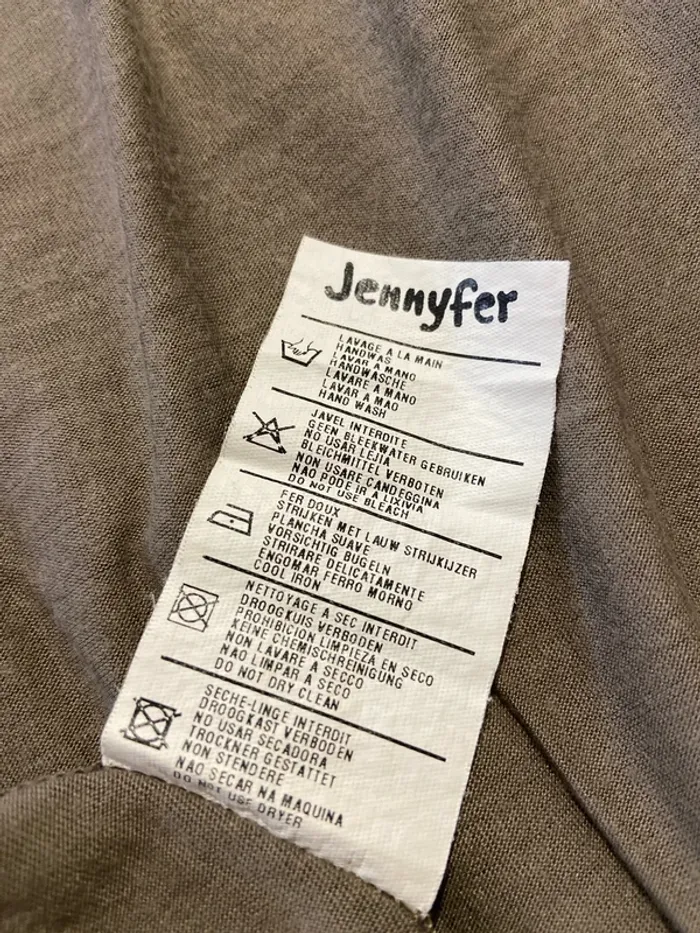 Jennyfer
LAVAGE A LA MAIN
HANDWAS
LAVAR A MANO
HANDWASCHE
LAVARE A MANO
LAVAR A MAO
HAND WASH
JAVEL INTERDITE
GEEN BLEEKWATER GEBRUIKEN
NO USAR LEJIA
BLEICHMITTEL VERBOTEN
NON USARE CANDEGGINA
NÃO PODE IR A LIXIVIA
DO NOT USE BLEACH
FER DOUX
STRIJKEN MET LAUW STRIJKIJZER
PLANCHA SUAVE
VORSICHTIG BUGELN
STRIRARE DELICATAMENTE
ENGOMAR FERRO MORNO
COOL IRON
NETTOYAGE A SEC INTERDIT
DROOGKUIS VERBODEN
PROHIBICION LIMPIEZA EN SECO
KEINE CHEMISCHREINIGUNG
NON LAVARE A SECCO
NÃO LIMPAR A SECO
DO NOT DRY CLEAN
SECHE-LINGE INTERDIT
DROOGKAST VERBODEN
NO USAR SECADORA
TROCKNER GESTATTET
NON STENDERE
NÃO SECAR NA MAQUINA
DO NOT USE DRYER